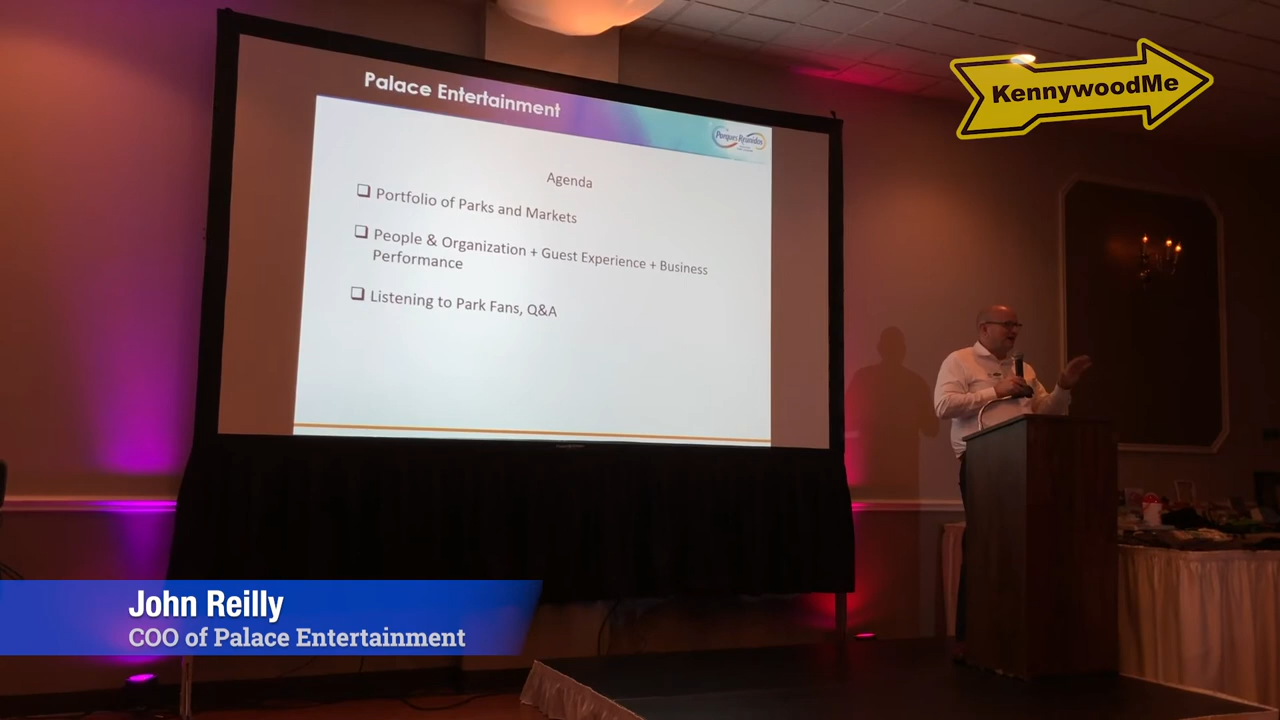 Palace Entertainment
Parques Reunidos
Agenda
❑ Portfolio of Parks and Markets
❑ People & Organization + Guest Experience + Business
Performance
❑ Listening to Park Fans, Q&A
KennywoodMe
John Reilly
COO of Palace Entertainment